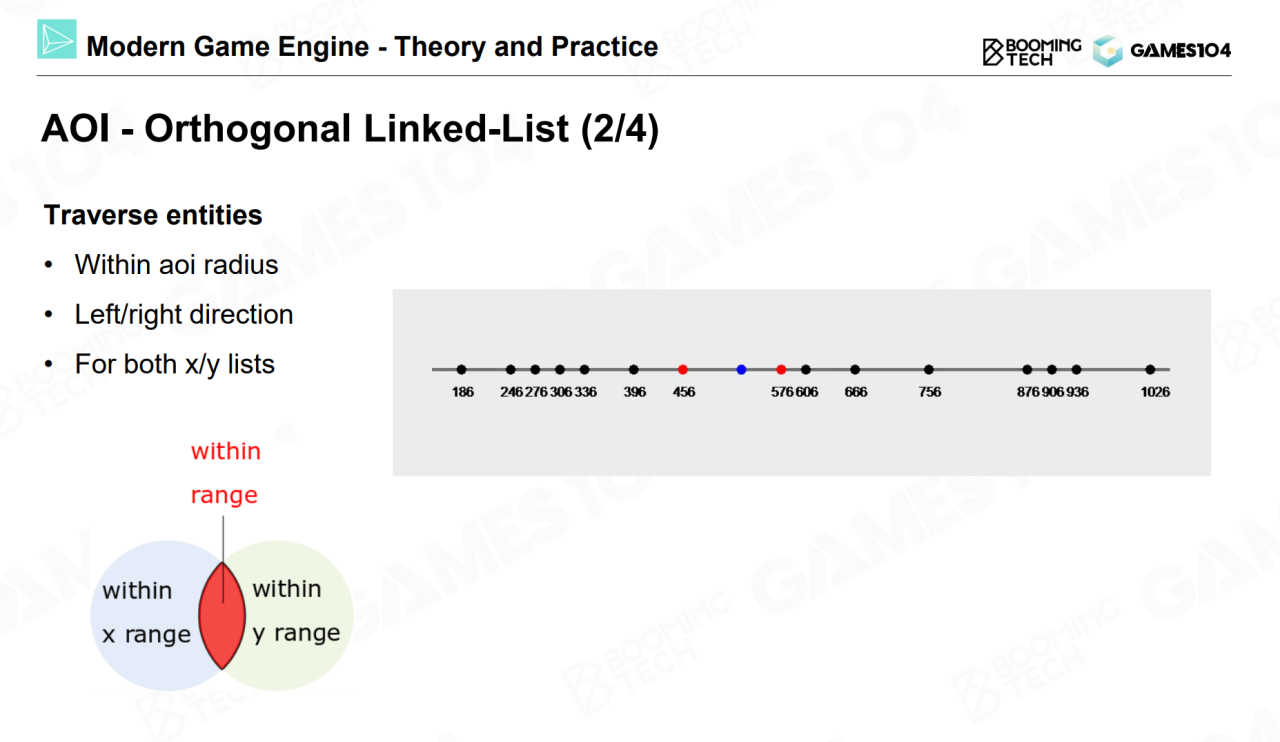 Modern Game Engine - Theory and Practice
BOOMING
TECH
GAMES104
AOI - Orthogonal Linked-List (2/4)
Traverse entities
• Within aoi radius
• Left/right direction
• For both x/y lists
186 246 276 306 336 396 456 576 606 666 756 876 906 936 1026
within
range
within
x range
within
y range